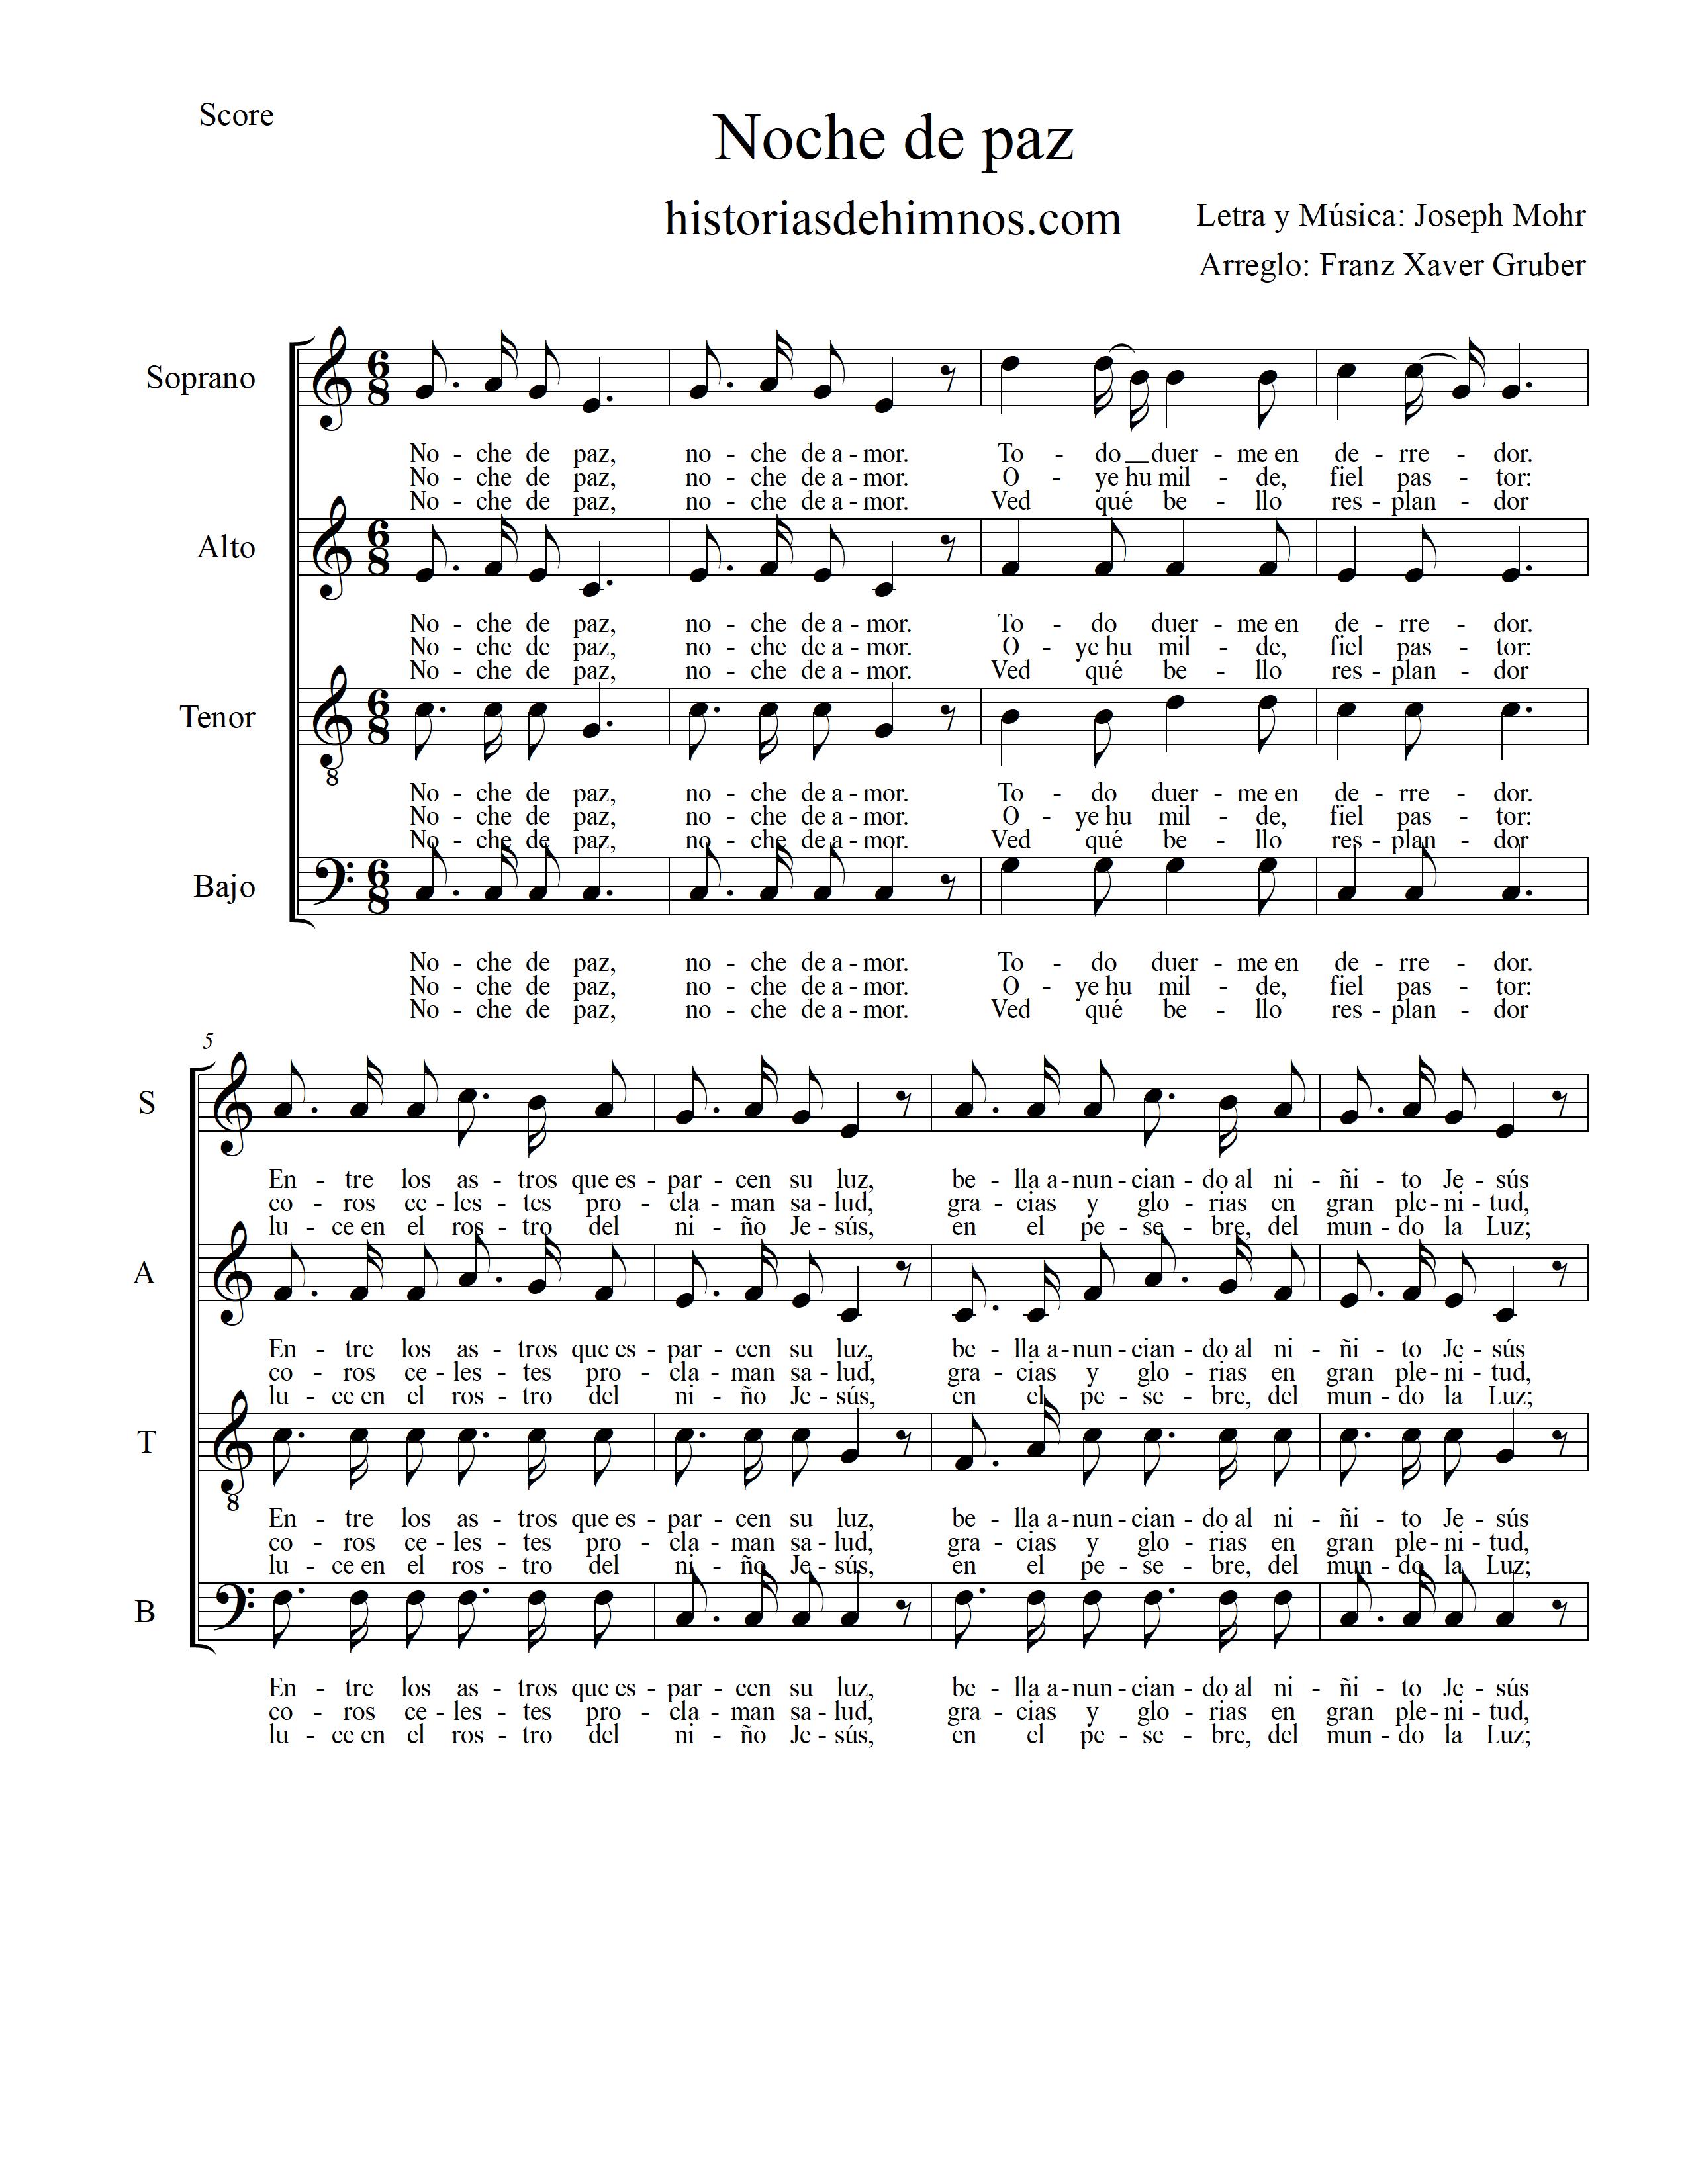 Score
Noche de paz
historiasdehimnos.com
Letra y Música: Joseph Mohr
Arreglo: Franz Xaver Gruber
Soprano
No - che de paz, no - che de a - mor. To - do duer - me en de - rre - dor.
No - che de paz, no - che de a - mor. O - ye hu mil - de, fiel pas - tor:
No - che de paz, no - che de a - mor. Ved qué be - llo res - plan - dor
Alto
No - che de paz, no - che de a - mor. To - do duer - me en de - rre - dor.
No - che de paz, no - che de a - mor. O - ye hu mil - de, fiel pas - tor:
No - che de paz, no - che de a - mor. Ved qué be - llo res - plan - dor
Tenor
8
No - che de paz, no - che de a - mor. To - do duer - me en de - rre - dor.
No - che de paz, no - che de a - mor. O - ye hu mil - de, fiel pas - tor:
No - che de paz, no - che de a - mor. Ved qué be - llo res - plan - dor
Bajo
No - che de paz, no - che de a - mor. To - do duer - me en de - rre - dor.
No - che de paz, no - che de a - mor. O - ye hu mil - de, fiel pas - tor:
No - che de paz, no - che de a - mor. Ved qué be - llo res - plan - dor
5
S
En - tre los as - tros que es - par - cen su luz, be - lla a - nun - cian - do al ni - ñi - to Je - sús
co - ros ce - les - tes pro - cla - man sa - lud, gra - cias y glo - rias en gran ple - ni - tud,
lu - ce en el ros - tro del ni - ño Je - sús, en el pe - se - bre, del mun - do la Luz;
A
En - tre los as - tros que es - par - cen su luz, be - lla a - nun - cian - do al ni - ñi - to Je - sús
co - ros ce - les - tes pro - cla - man sa - lud, gra - cias y glo - rias en gran ple - ni - tud,
lu - ce en el ros - tro del ni - ño Je - sús, en el pe - se - bre, del mun - do la Luz;
T
8
En - tre los as - tros que es - par - cen su luz, be - lla a - nun - cian - do al ni - ñi - to Je - sús
co - ros ce - les - tes pro - cla - man sa - lud, gra - cias y glo - rias en gran ple - ni - tud,
lu - ce en el ros - tro del ni - ño Je - sús, en el pe - se - bre, del mun - do la Luz;
B
En - tre los as - tros que es - par - cen su luz, be - lla a - nun - cian - do al ni - ñi - to Je - sús
co - ros ce - les - tes pro - cla - man sa - lud, gra - cias y glo - rias en gran ple - ni - tud,
lu - ce en el ros - tro del ni - ño Je - sús, en el pe - se - bre, del mun - do la Luz;